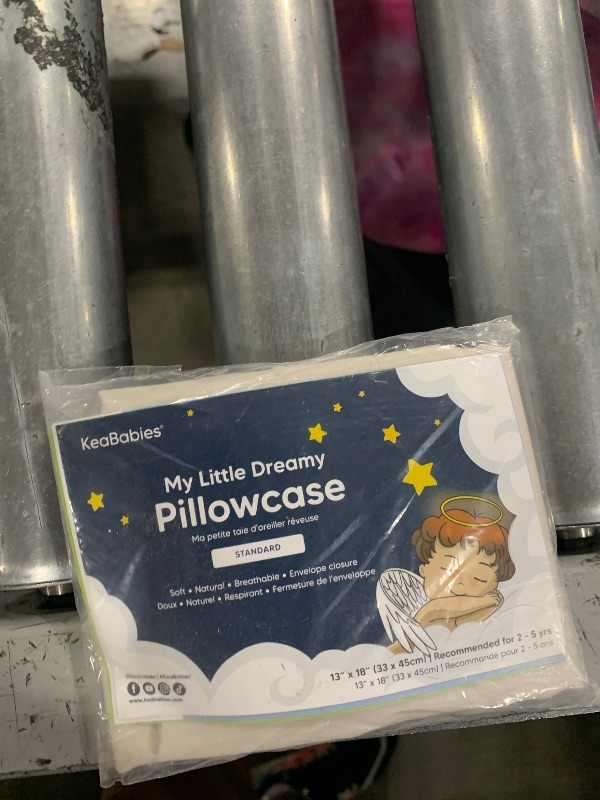 KeaBabies®
My Little Dreamy
Pillowcase
Ma petite taie d'oreiller rêveuse
STANDARD
Soft • Natural • Breathable • Envelope closure
Doux • Naturel • Respirant • Fermeture de l'enveloppe
13" x 18" (33 x 45cm) | Recommended for 2 - 5 yrs
13" x 18" (33 x 45cm) | Recommandé pour 2 - 5 ans
@keababies | #KeaBabies
www.keababies.com